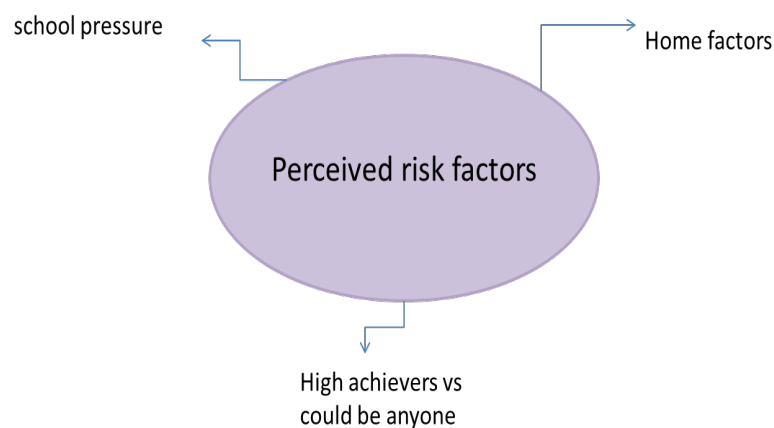 school pressure
Home factors
Perceived risk factors
High achievers vs
could be anyone